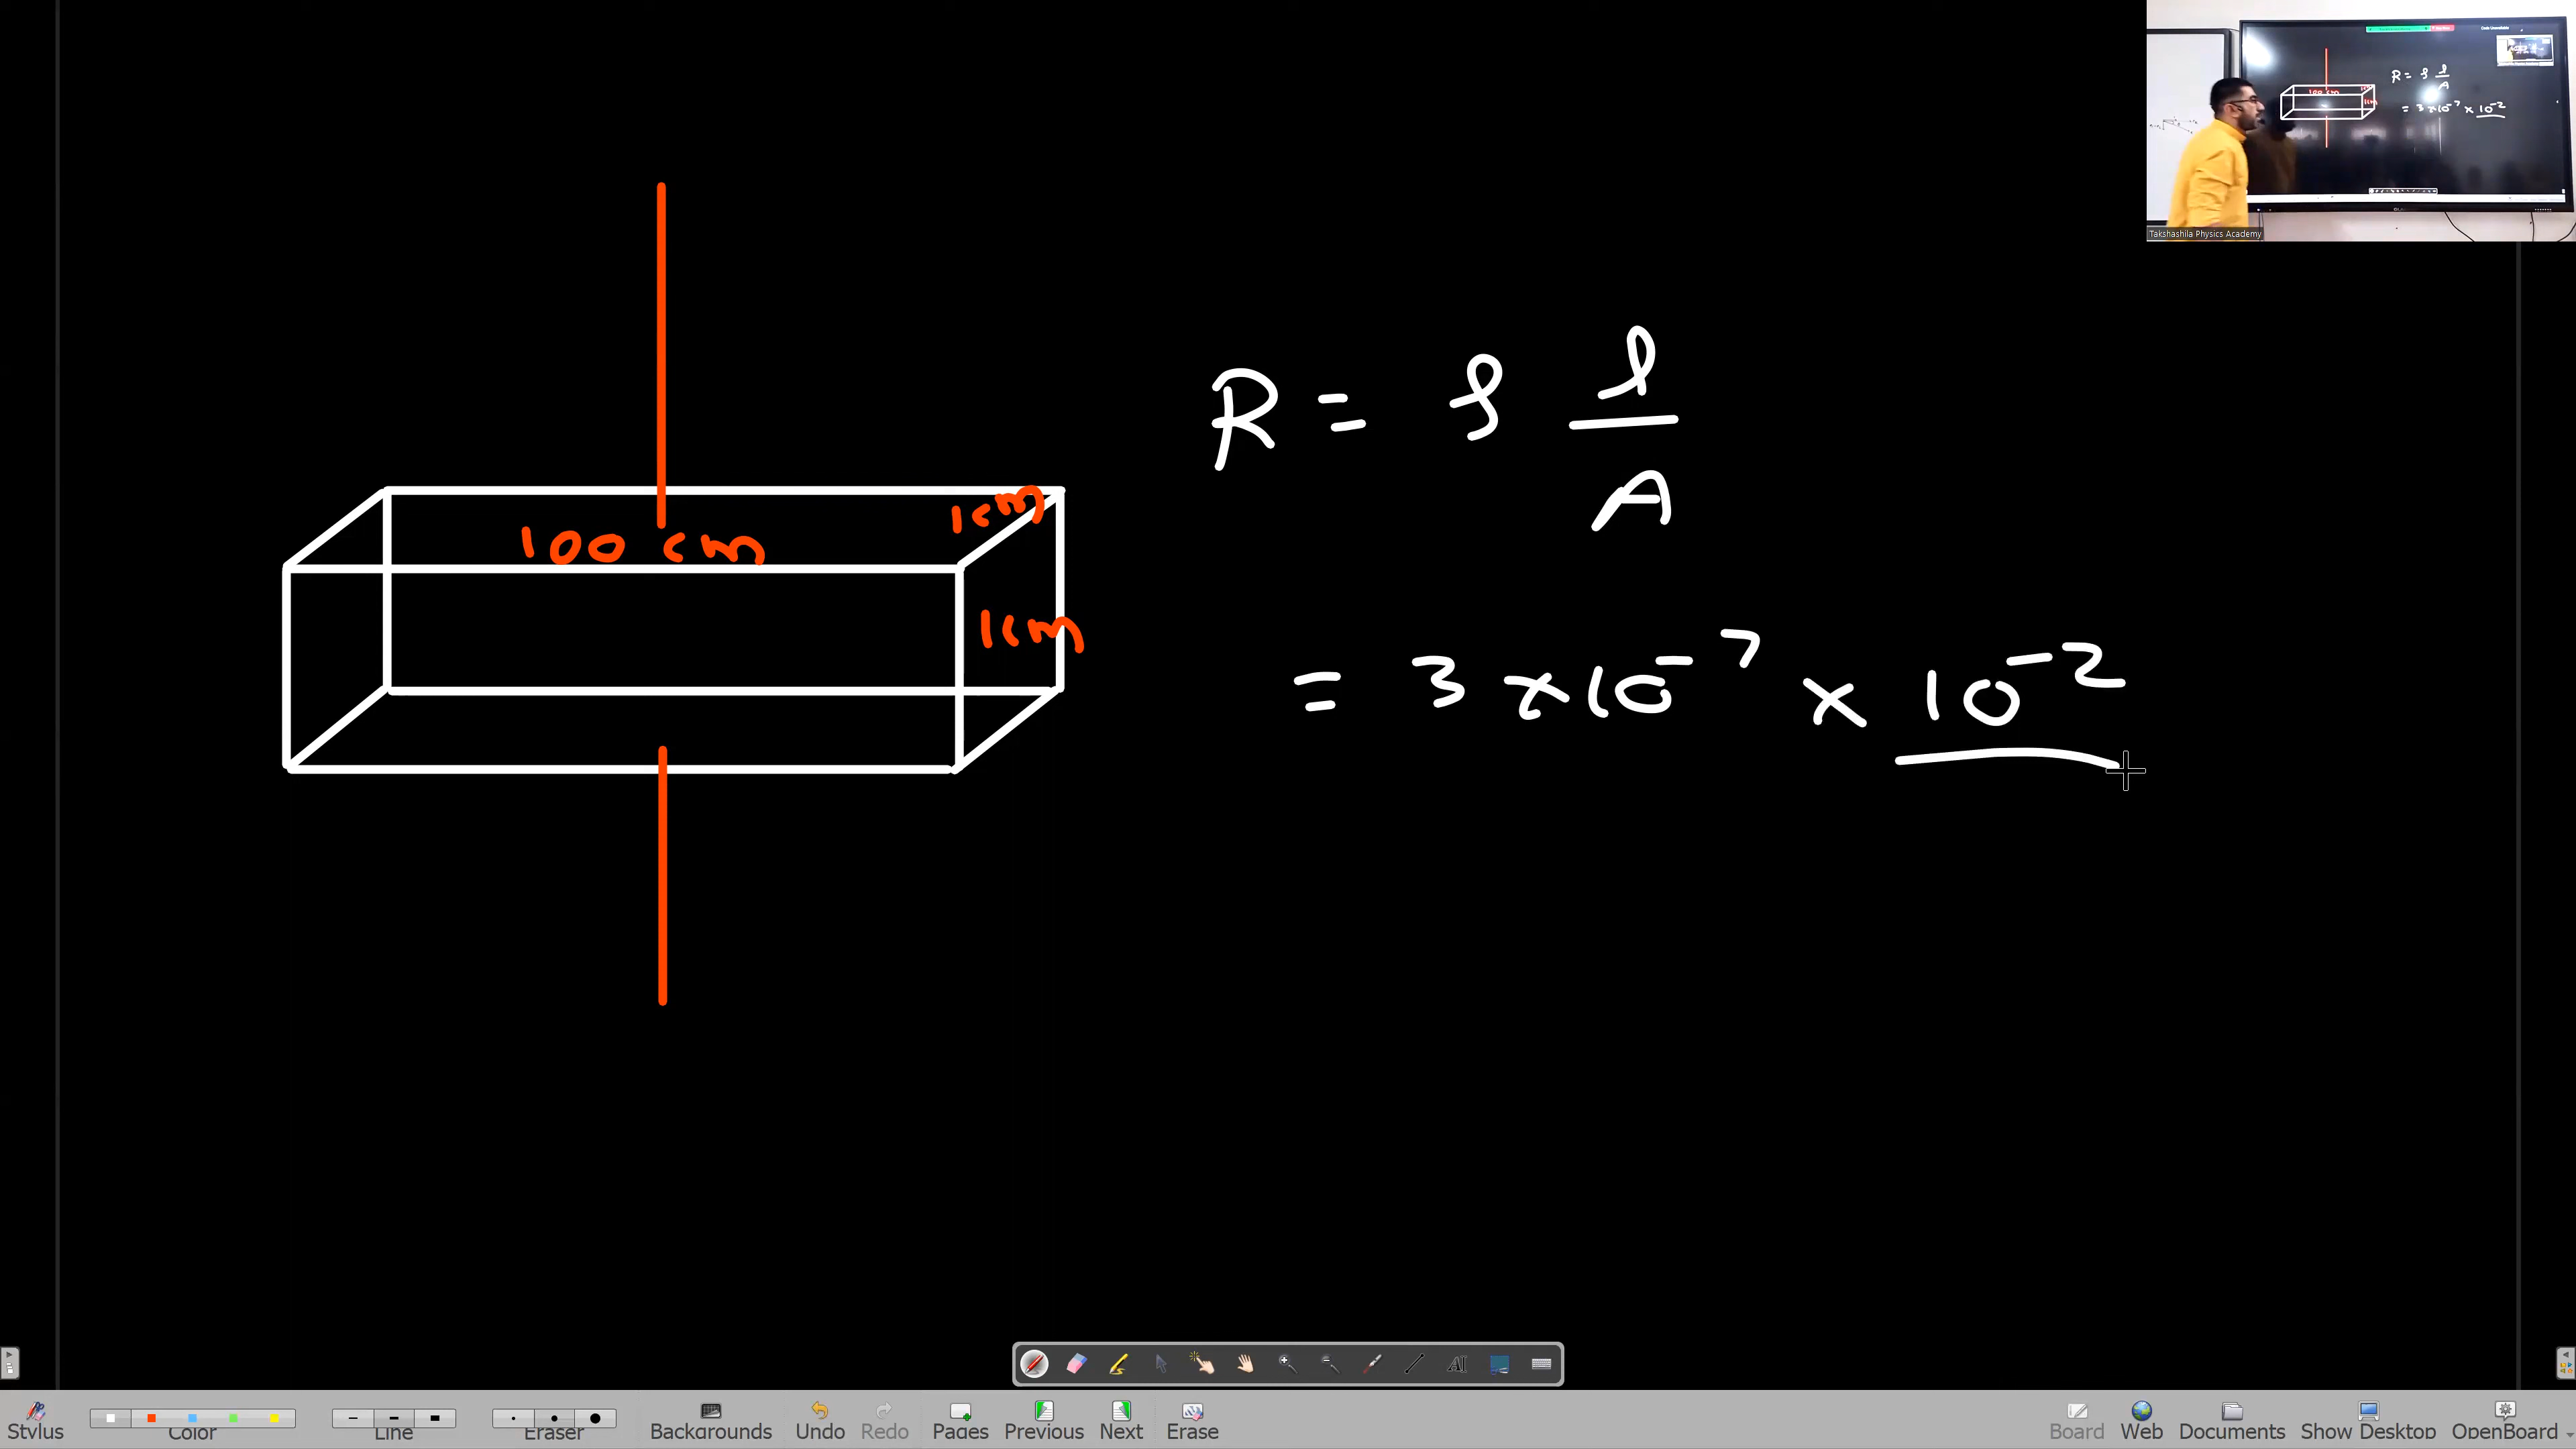 Takshashila Physics Academy
R = ρ l / A
100 cm
1cm
1cm
= 3 × 10⁻⁷ × 10⁻²
Stylus
Color
Line
Eraser
Backgrounds
Undo
Redo
Pages
Previous
Next
Erase
Board
Web
Documents
Show Desktop
OpenBoard